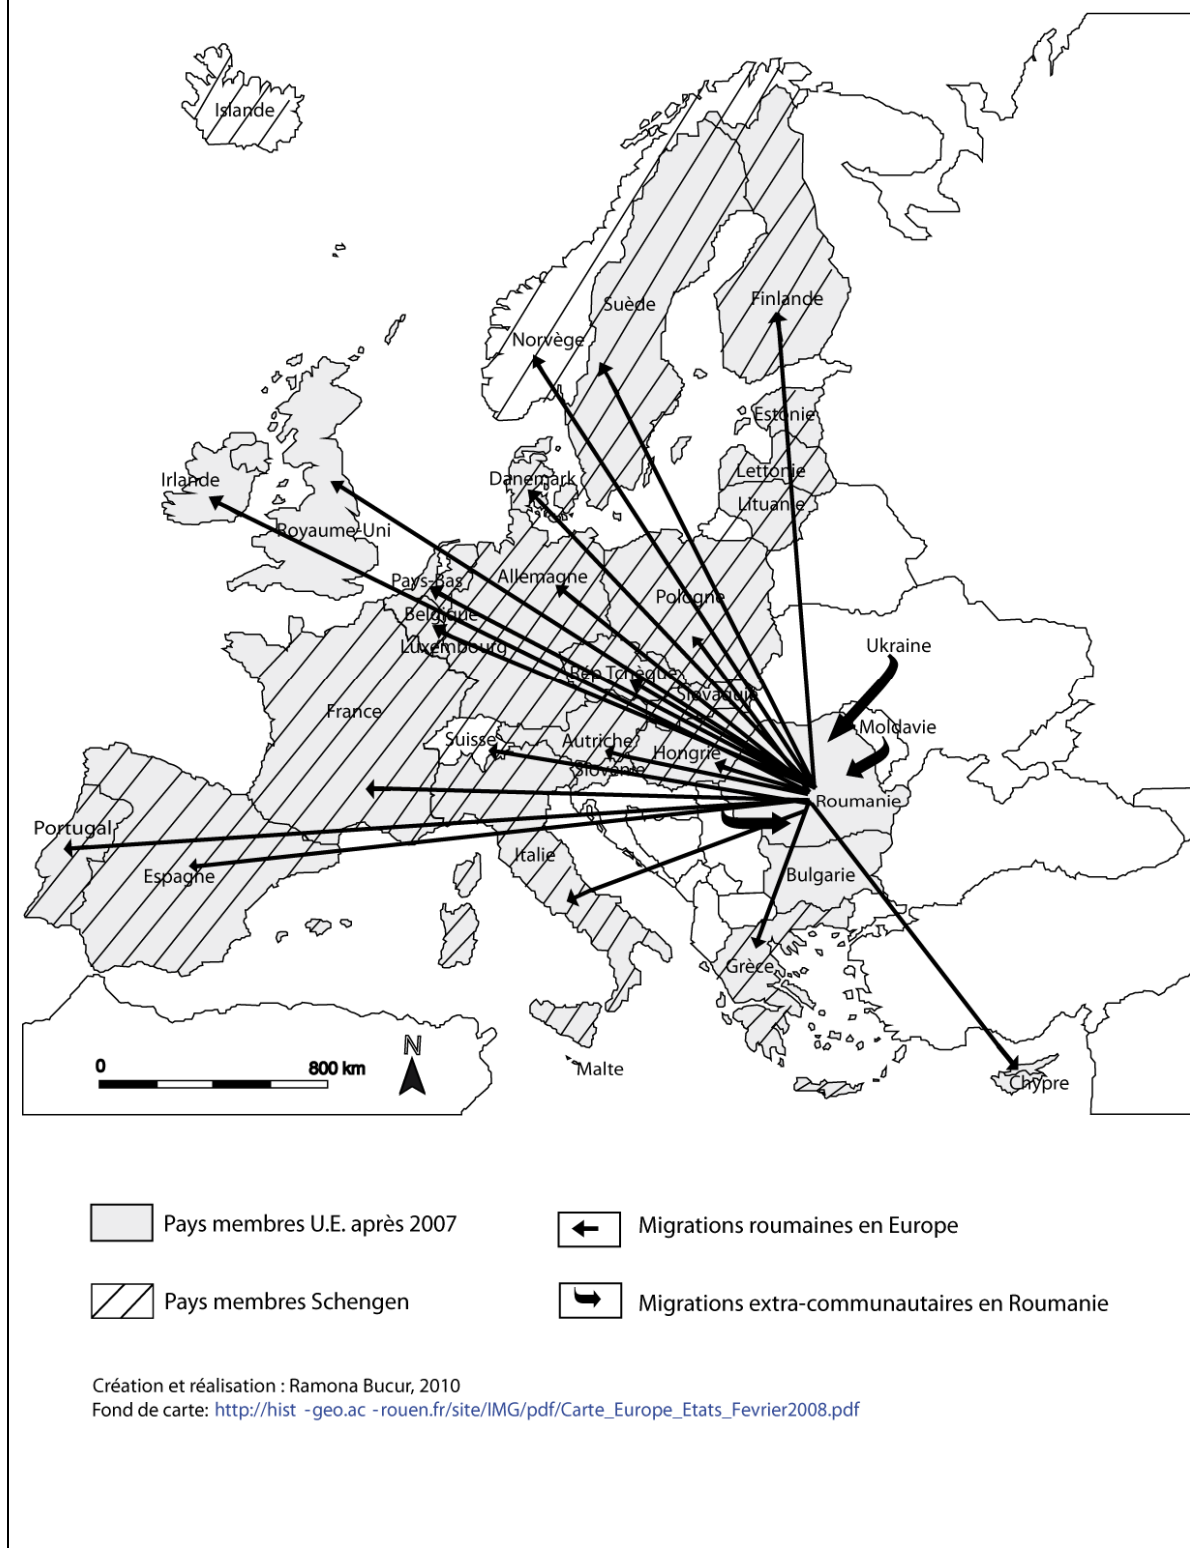 Islande
Suède
Finlande
Norvège
Estonie
Lettonie
Lituanie
Danemark
Irlande
Royaume-Uni
Pays-Bas
Allemagne
Pologne
Belgique
Luxembourg
Rép Tchèque
Slovaquie
Ukraine
Moldavie
France
Suisse
Autriche
Hongrie
Slovénie
Roumanie
Portugal
Espagne
Italie
Bulgarie
Grèce
Malte
Chypre
0 800 km
N
Pays membres U.E. après 2007
Migrations roumaines en Europe
Pays membres Schengen
Migrations extra-communautaires en Roumanie
Création et réalisation : Ramona Bucur, 2010
Fond de carte: http://hist -geo.ac -rouen.fr/site/IMG/pdf/Carte_Europe_Etats_Fevrier2008.pdf